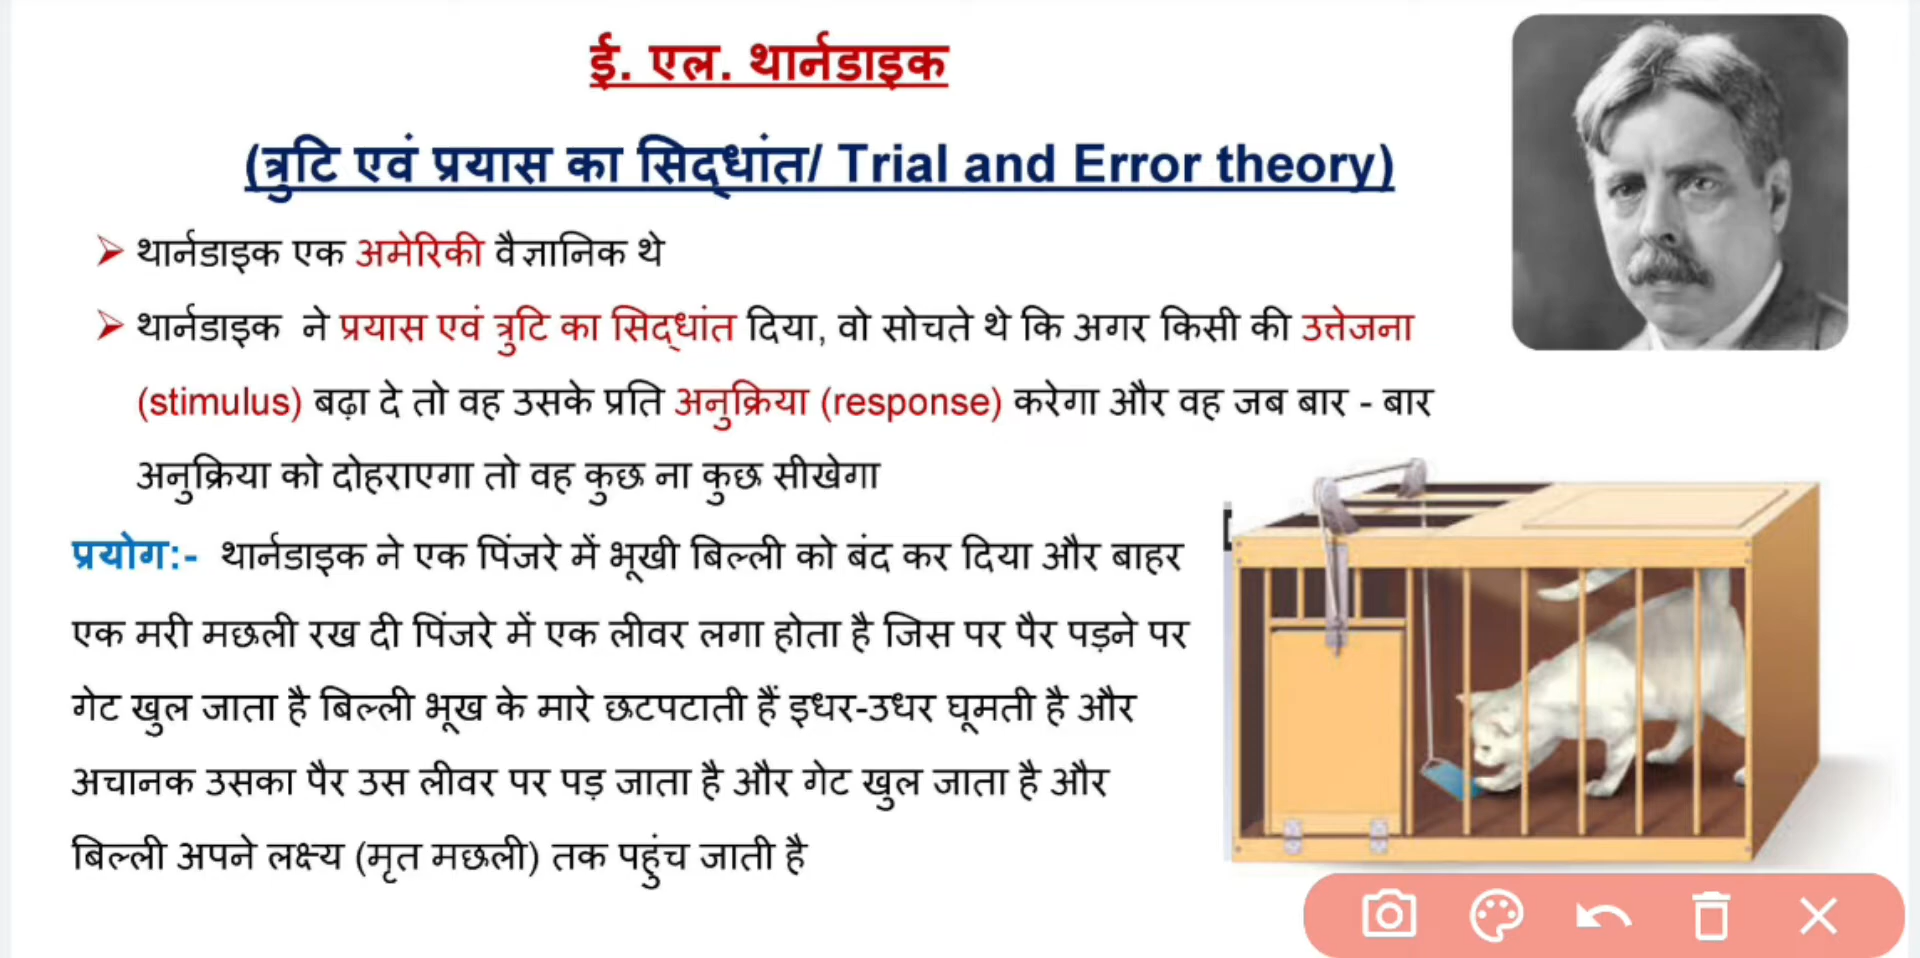 ई. एल. थार्नडाइक
(त्रुटि एवं प्रयास का सिद्धांत/ Trial and Error theory)
➢ थार्नडाइक एक अमेरिकी वैज्ञानिक थे
➢ थार्नडाइक ने प्रयास एवं त्रुटि का सिद्धांत दिया, वो सोचते थे कि अगर किसी की उत्तेजना
(stimulus) बढ़ा दे तो वह उसके प्रति अनुक्रिया (response) करेगा और वह जब बार - बार
अनुक्रिया को दोहराएगा तो वह कुछ ना कुछ सीखेगा
प्रयोग:- थार्नडाइक ने एक पिंजरे में भूखी बिल्ली को बंद कर दिया और बाहर
एक मरी मछली रख दी पिंजरे में एक लीवर लगा होता है जिस पर पैर पड़ने पर
गेट खुल जाता है बिल्ली भूख के मारे छटपटाती हैं इधर-उधर घूमती है और
अचानक उसका पैर उस लीवर पर पड़ जाता है और गेट खुल जाता है और
बिल्ली अपने लक्ष्य (मृत मछली) तक पहुंच जाती है